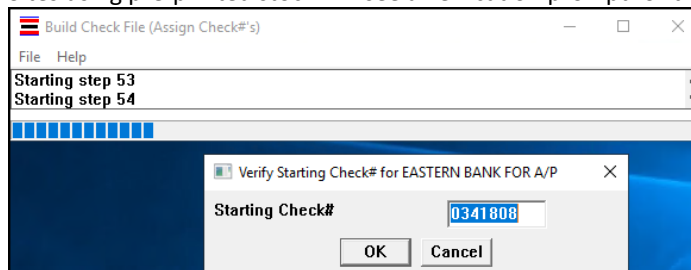 Build Check File (Assign Check#'s)
File Help
Starting step 53
Starting step 54
Verify Starting Check# for EASTERN BANK FOR A/P
Starting Check# 0341808
OK Cancel